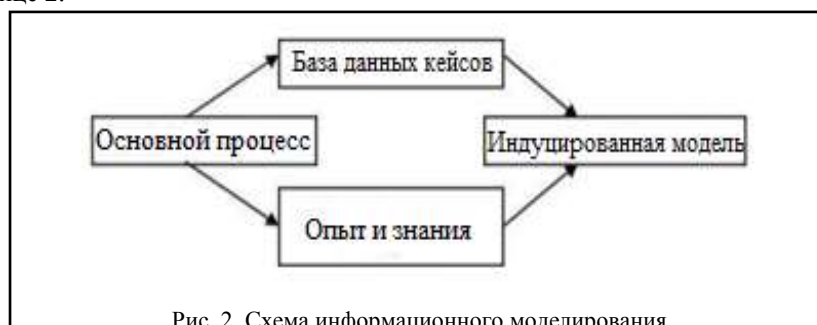 База данных кейсов
Основной процесс
Индуцированная модель
Опыт и знания
Рис. 2. Схема информационного моделирования